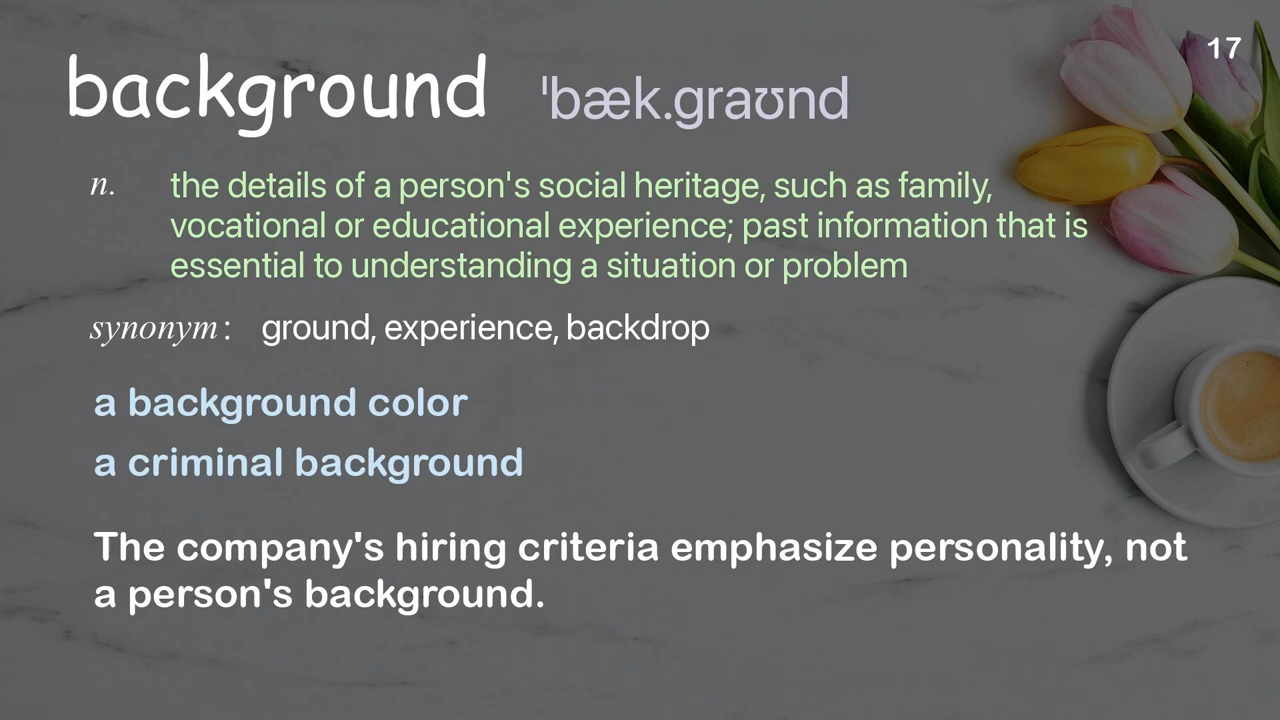 17
background ˈbæk.graʊnd
n. the details of a person's social heritage, such as family,
vocational or educational experience; past information that is
essential to understanding a situation or problem
synonym: ground, experience, backdrop
a background color
a criminal background
The company's hiring criteria emphasize personality, not
a person's background.